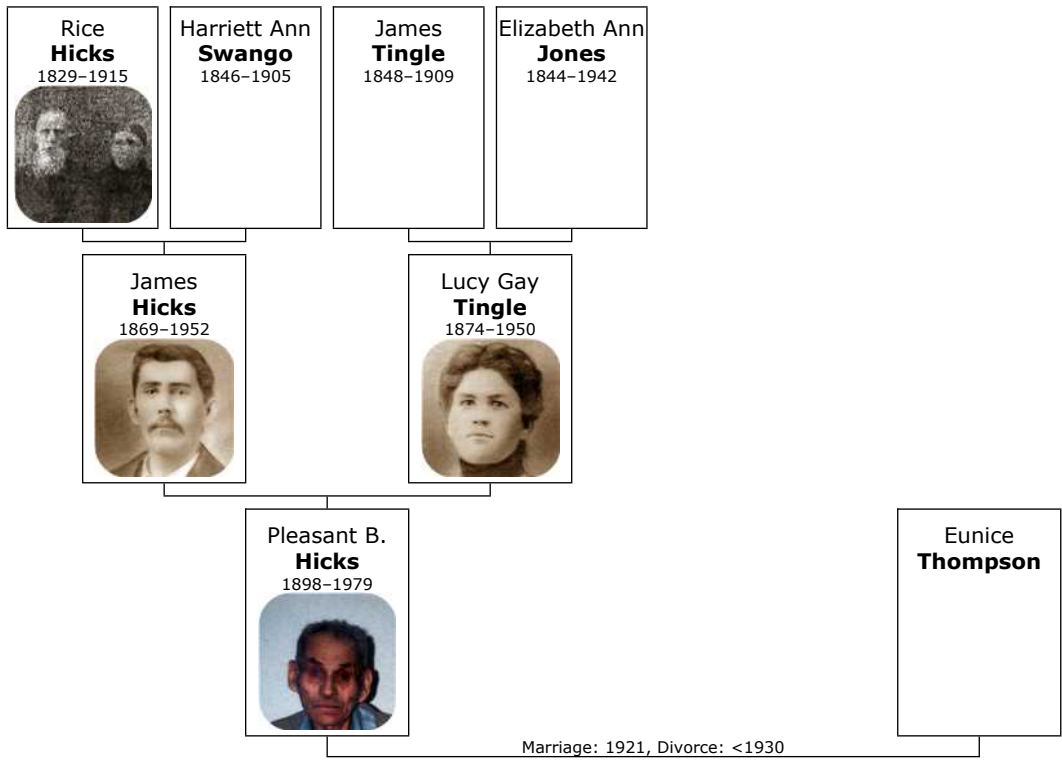 Rice
Hicks
1829–1915
Harriett Ann
Swango
1846–1905
James
Tingle
1848–1909
Elizabeth Ann
Jones
1844–1942
James
Hicks
1869–1952
Lucy Gay
Tingle
1874–1950
Pleasant B.
Hicks
1898–1979
Eunice
Thompson
Marriage: 1921, Divorce: <1930